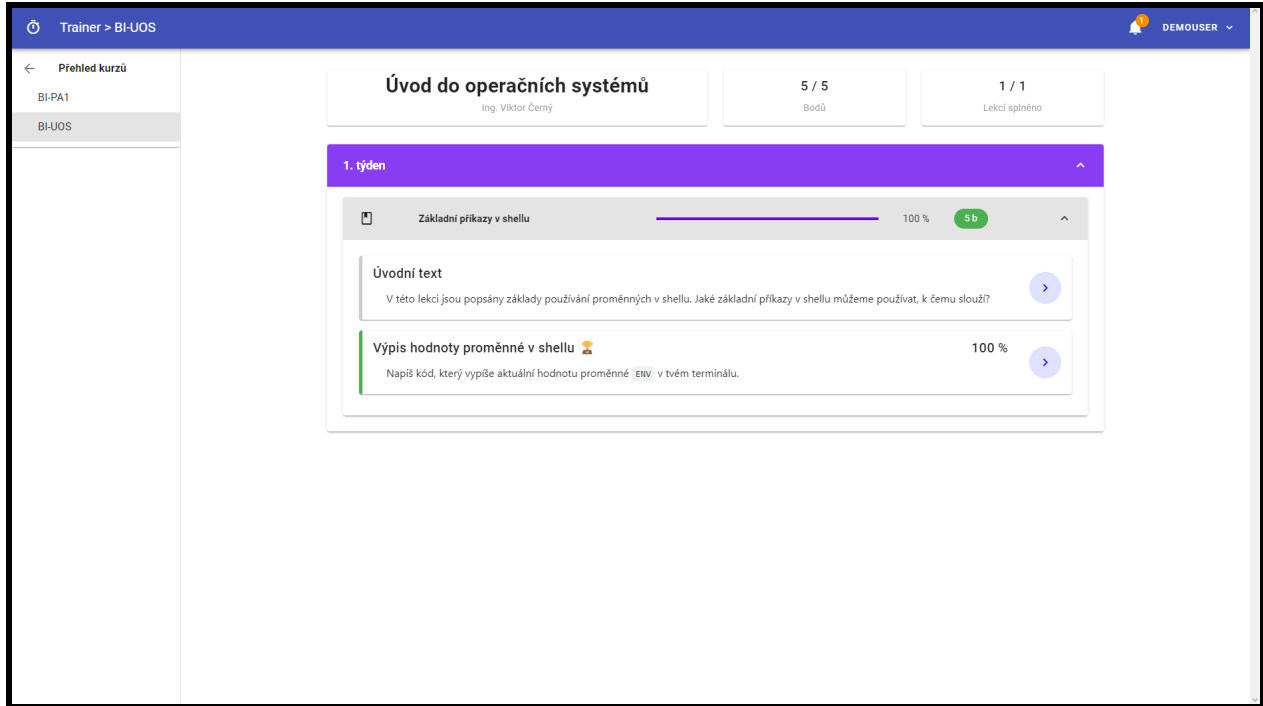 Trainer > BI-UOS
1
DEMOUSER
Přehled kurzů
BI-PA1
BI-UOS
Úvod do operačních systémů
Ing. Viktor Černý
5 / 5
Bodů
1 / 1
Lekcí splněno
1. týden
Základní příkazy v shellu
100 %
5 b
Úvodní text
V této lekci jsou popsány základy používání proměnných v shellu. Jaké základní příkazy v shellu můžeme používat, k čemu slouží?
Výpis hodnoty proměnné v shellu 🏆
100 %
Napiš kód, který vypíše aktuální hodnotu proměnné ENV v tvém terminálu.